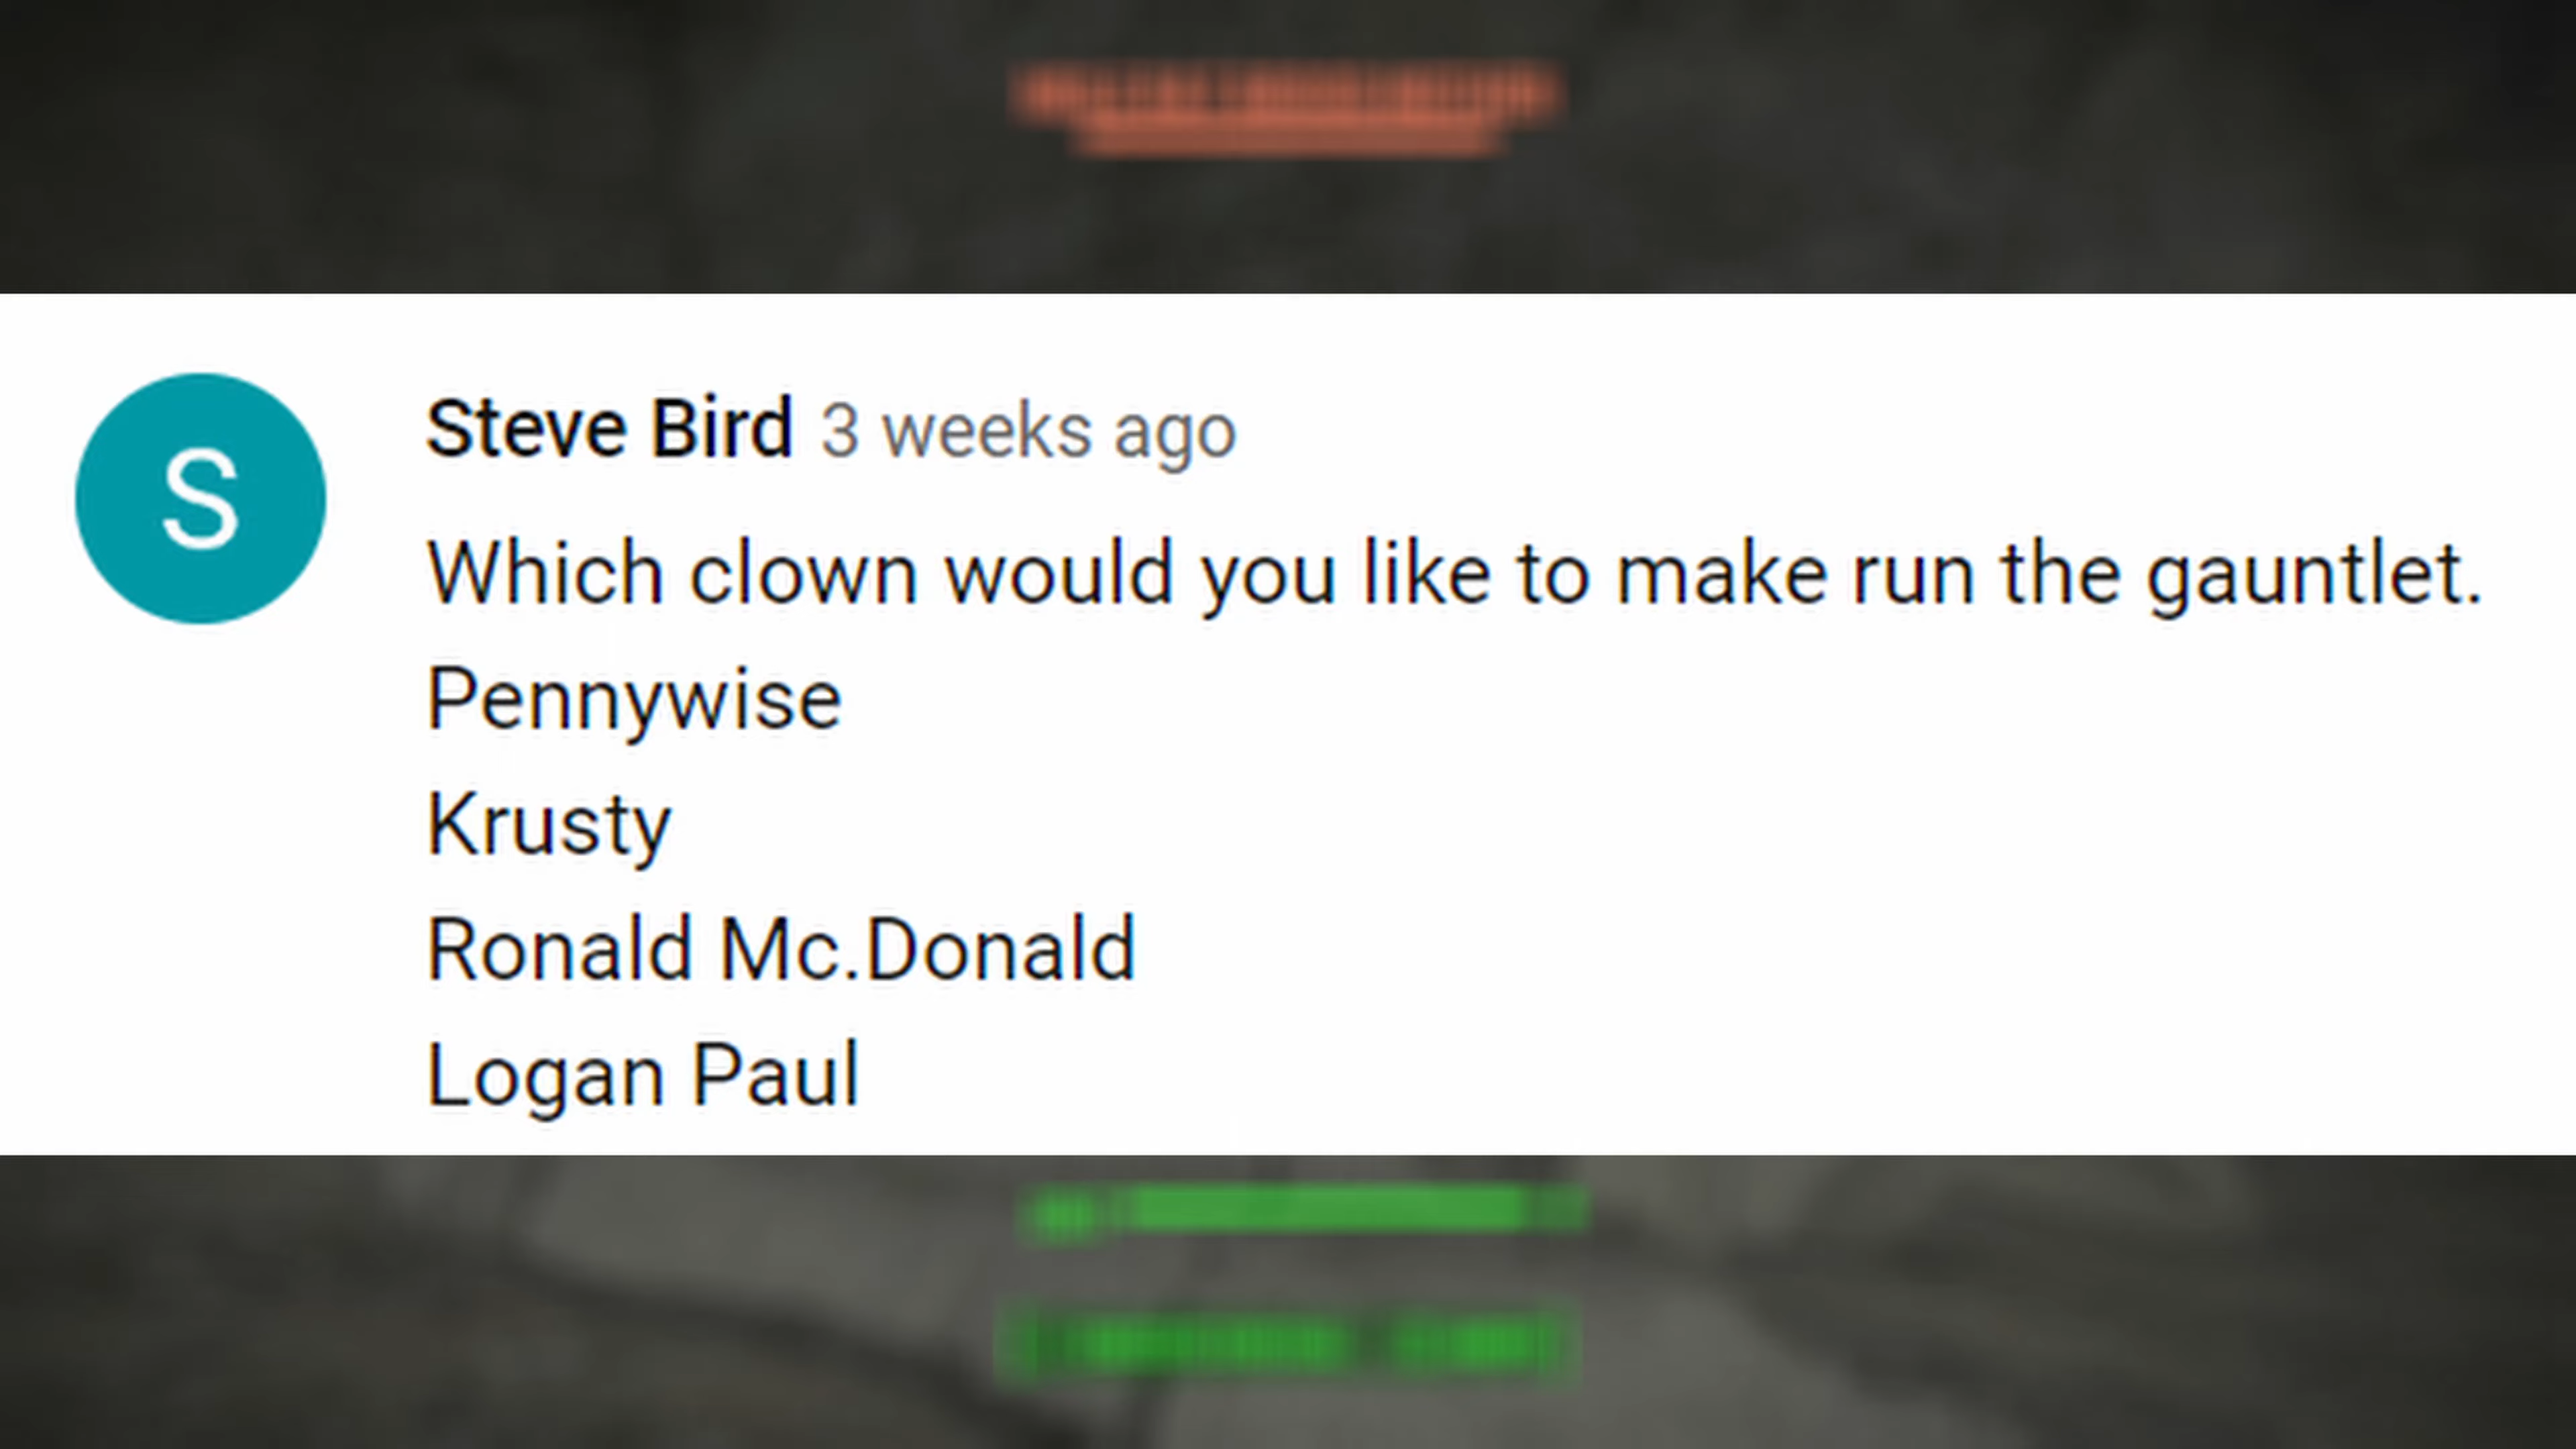 S
Steve Bird 3 weeks ago
Which clown would you like to make run the gauntlet.
Pennywise
Krusty
Ronald Mc.Donald
Logan Paul